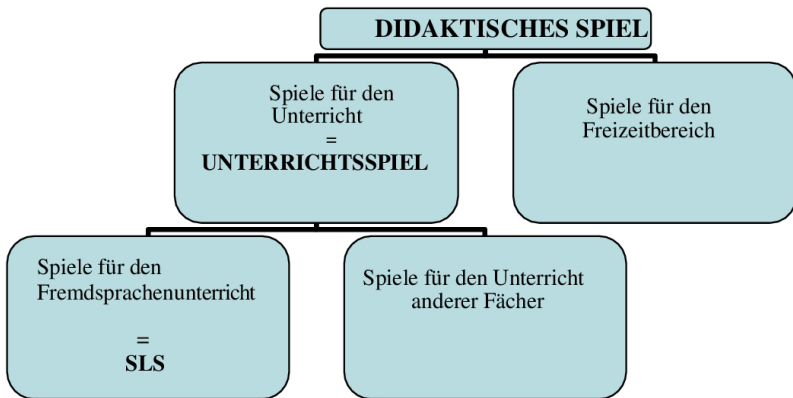 DIDAKTISCHES SPIEL
Spiele für den
Unterricht
=
UNTERRICHTSSPIEL
Spiele für den
Freizeitbereich
Spiele für den
Fremdsprachenunterricht
=
SLS
Spiele für den Unterricht
anderer Fächer